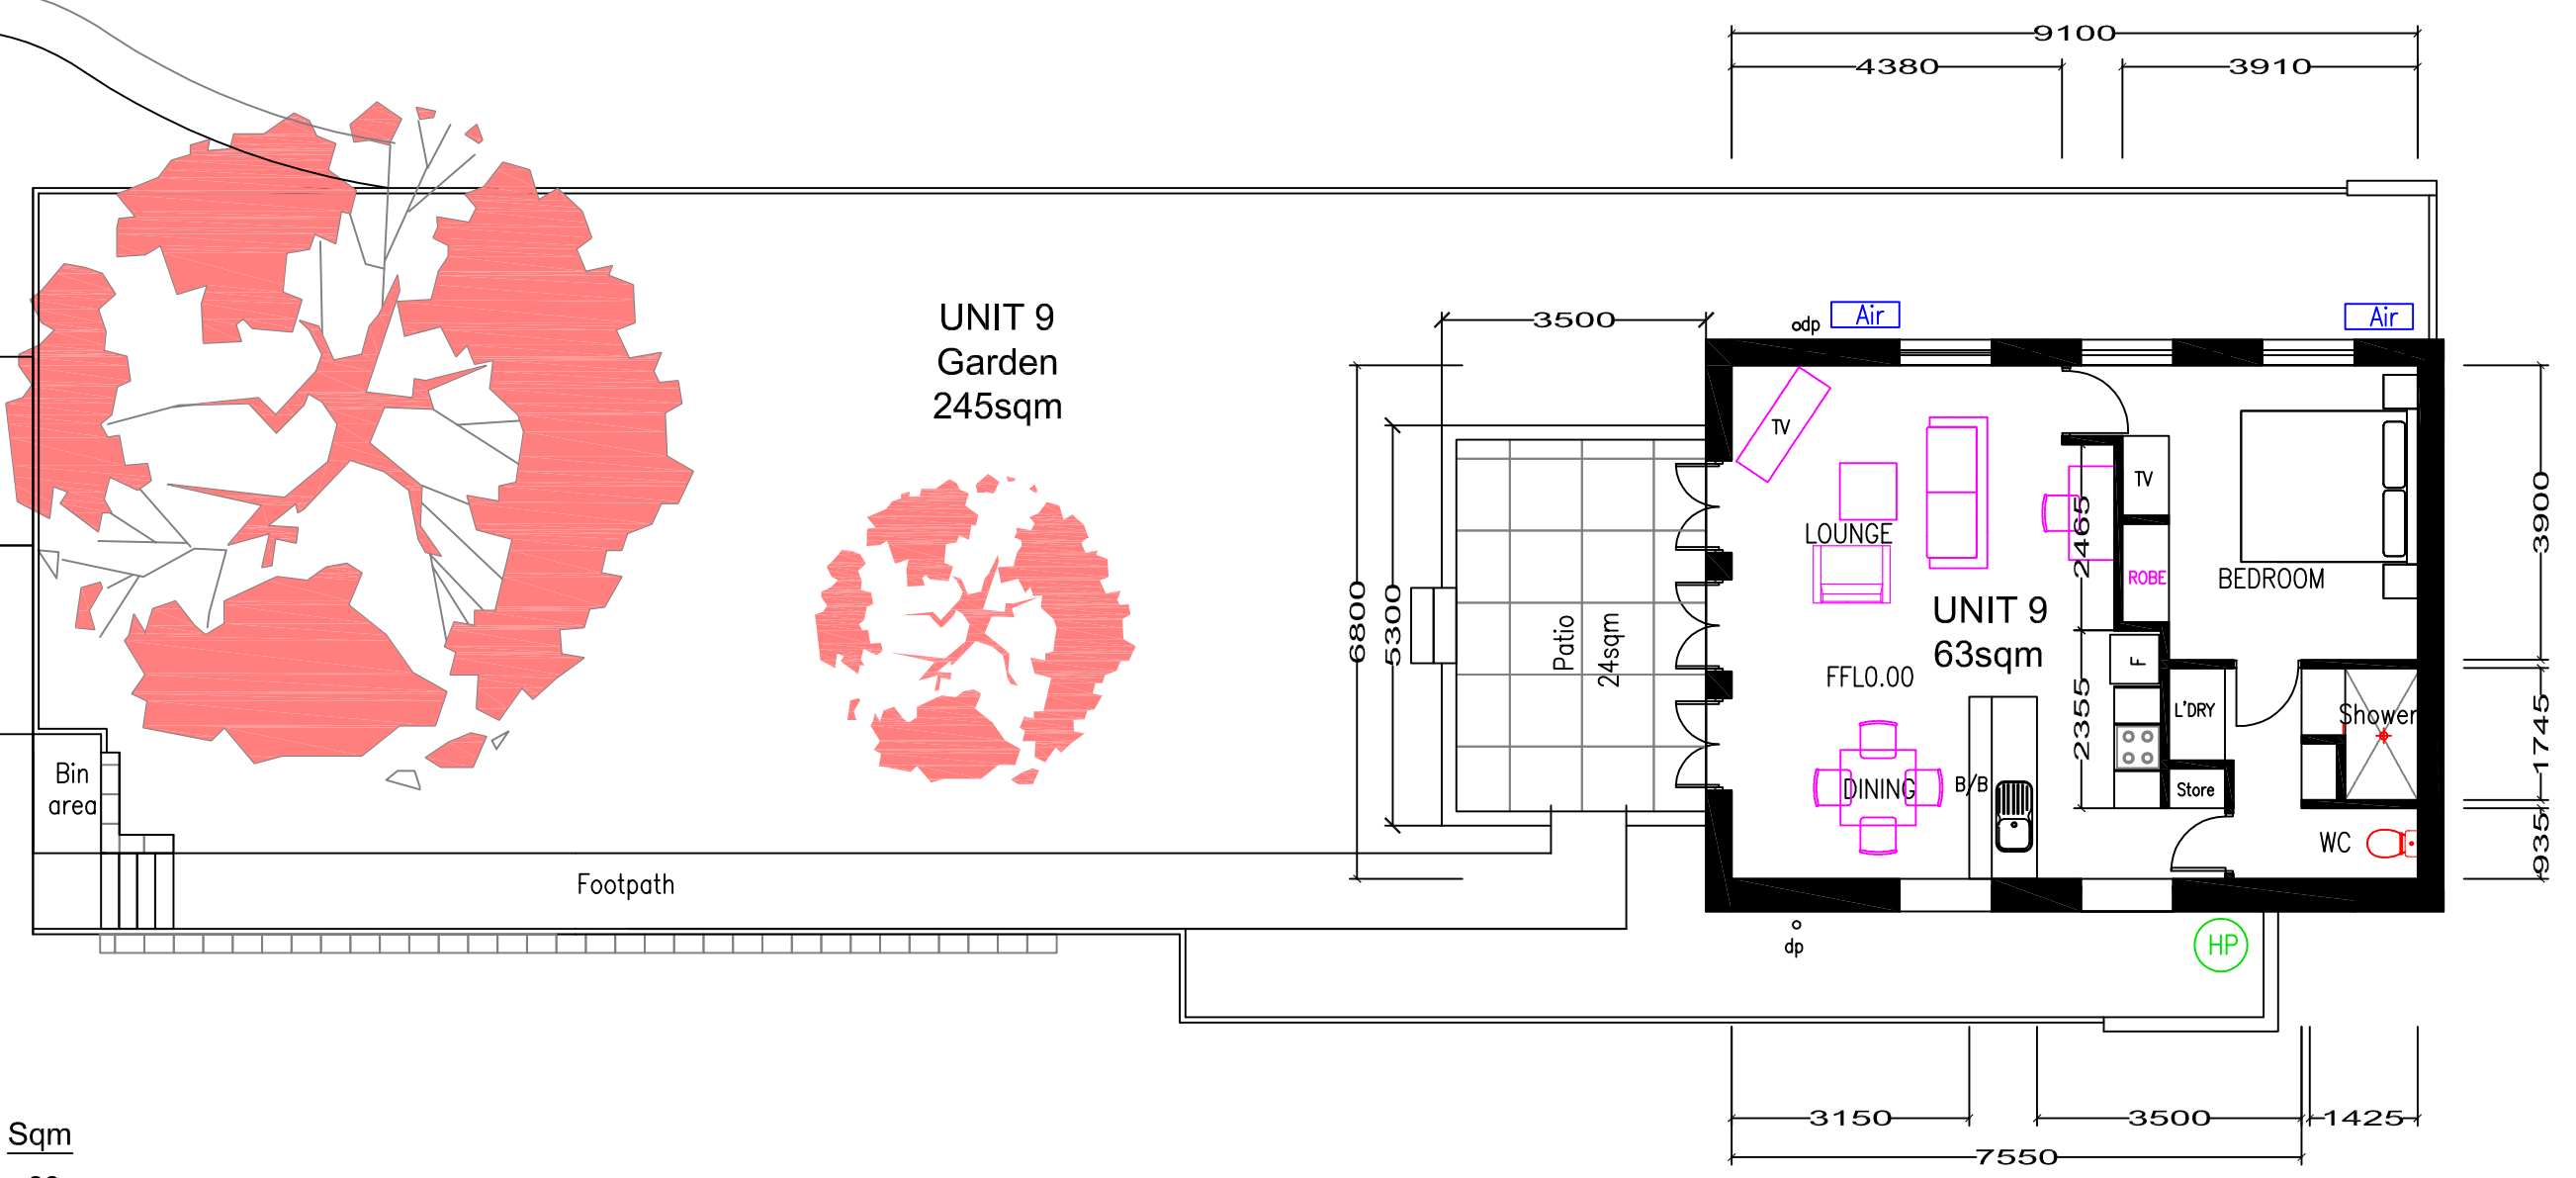 9100
4380
3910
UNIT 9
Garden
245sqm
3500
dp
Air
Air
6800
5300
Patio
24sqm
TV
LOUNGE
2465
TV
ROBE
BEDROOM
UNIT 9
63sqm
FFL0.00
F
2355
L'DRY
Shower
DINING
B/B
Store
WC
3900
1745
935
Bin
area
Footpath
dp
HP
3150
3500
1425
7550
Sqm